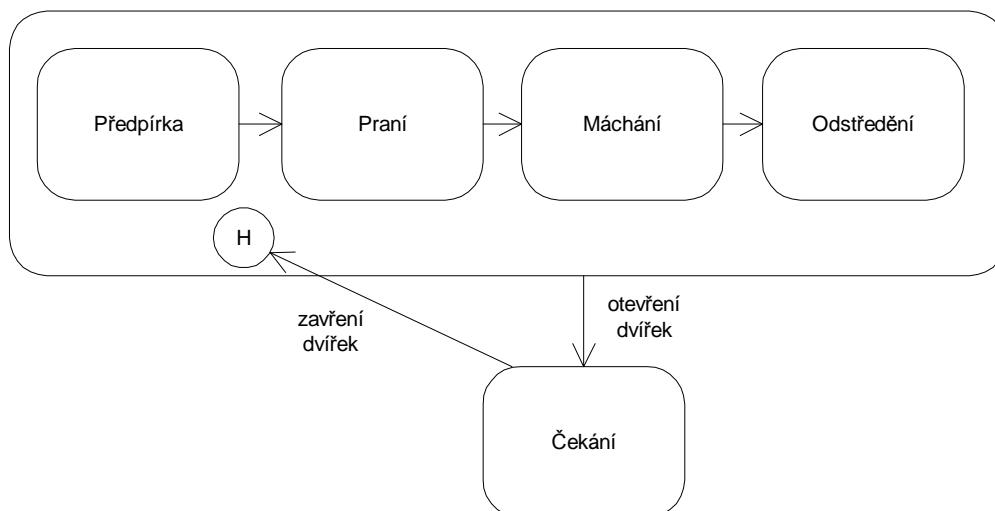 Předpírka
Praní
Máchání
Odstředění
H
zavření
dvířek
otevření
dvířek
Čekání